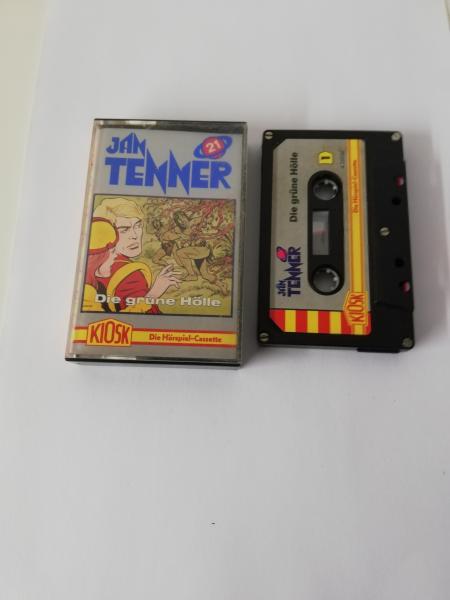 JAN
TENNER
21
Die grüne Hölle
KIOSK
Die Hörspiel-Cassette
JAN
TENNER
Die grüne Hölle
1
Die Hörspiel-Cassette
KIOSK